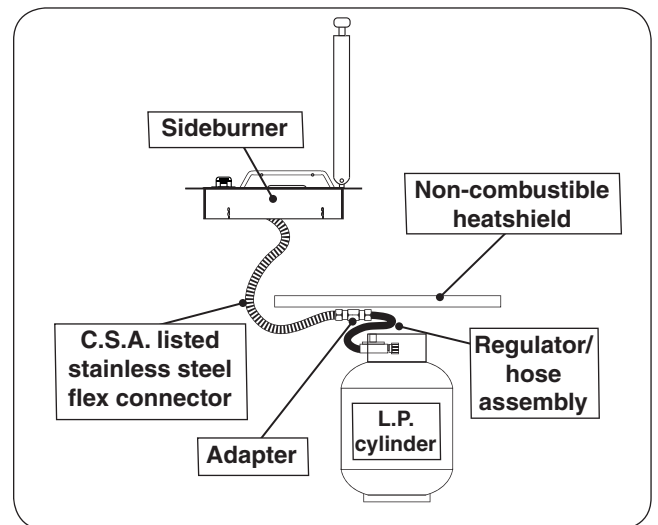 Sideburner
Non-combustible
heatshield
C.S.A. listed
stainless steel
flex connector
Regulator/
hose
assembly
L.P.
cylinder
Adapter